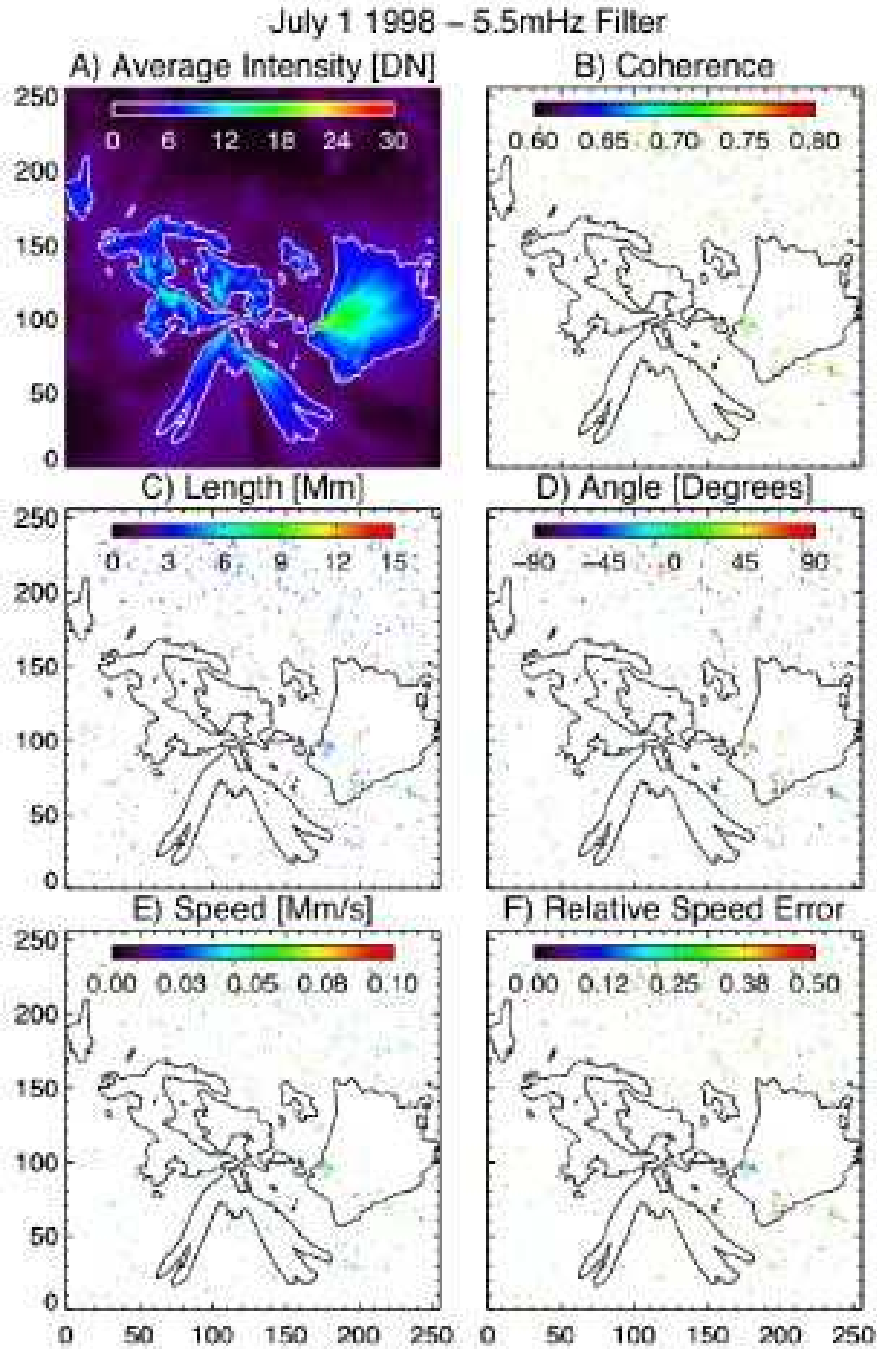 July 1 1998 – 5.5mHz Filter
A) Average Intensity [DN]
B) Coherence
250
200
150
100
50
0
0 6 12 18 24 30
0.60 0.65 0.70 0.75 0.80
C) Length [Mm]
D) Angle [Degrees]
250
200
150
100
50
0
0 3 6 9 12 15
−90 −45 0 45 90
E) Speed [Mm/s]
F) Relative Speed Error
250
200
150
100
50
0
0.00 0.03 0.05 0.08 0.10
0.00 0.12 0.25 0.38 0.50
0 50 100 150 200 250
0 50 100 150 200 250